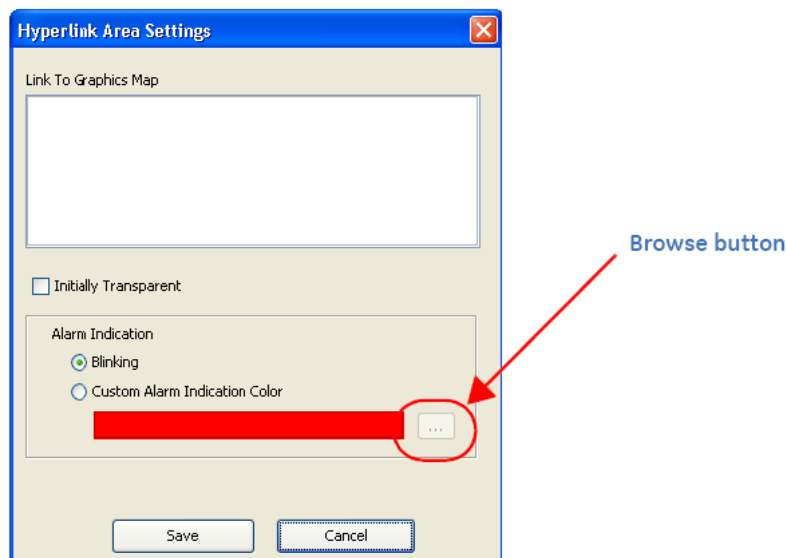 Hyperlink Area Settings
Link To Graphics Map
Browse button
Initially Transparent
Alarm Indication
Blinking
Custom Alarm Indication Color
...
Save
Cancel